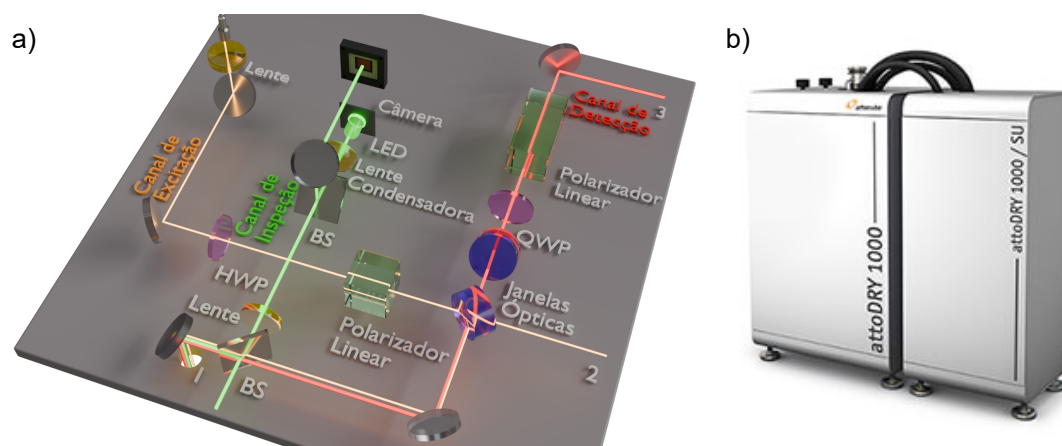 a)
b)
Lente
Câmera
LED
Lente
Condensadora
Canal de
Excitação
Canal de
Inspeção
BS
HWP
Lente
1
BS
Polarizador
Linear
Canal de
Detecção
3
Polarizador
Linear
QWP
Janelas
Ópticas
2
attocube
attoDRY 1000
attoDRY 1000 / SU